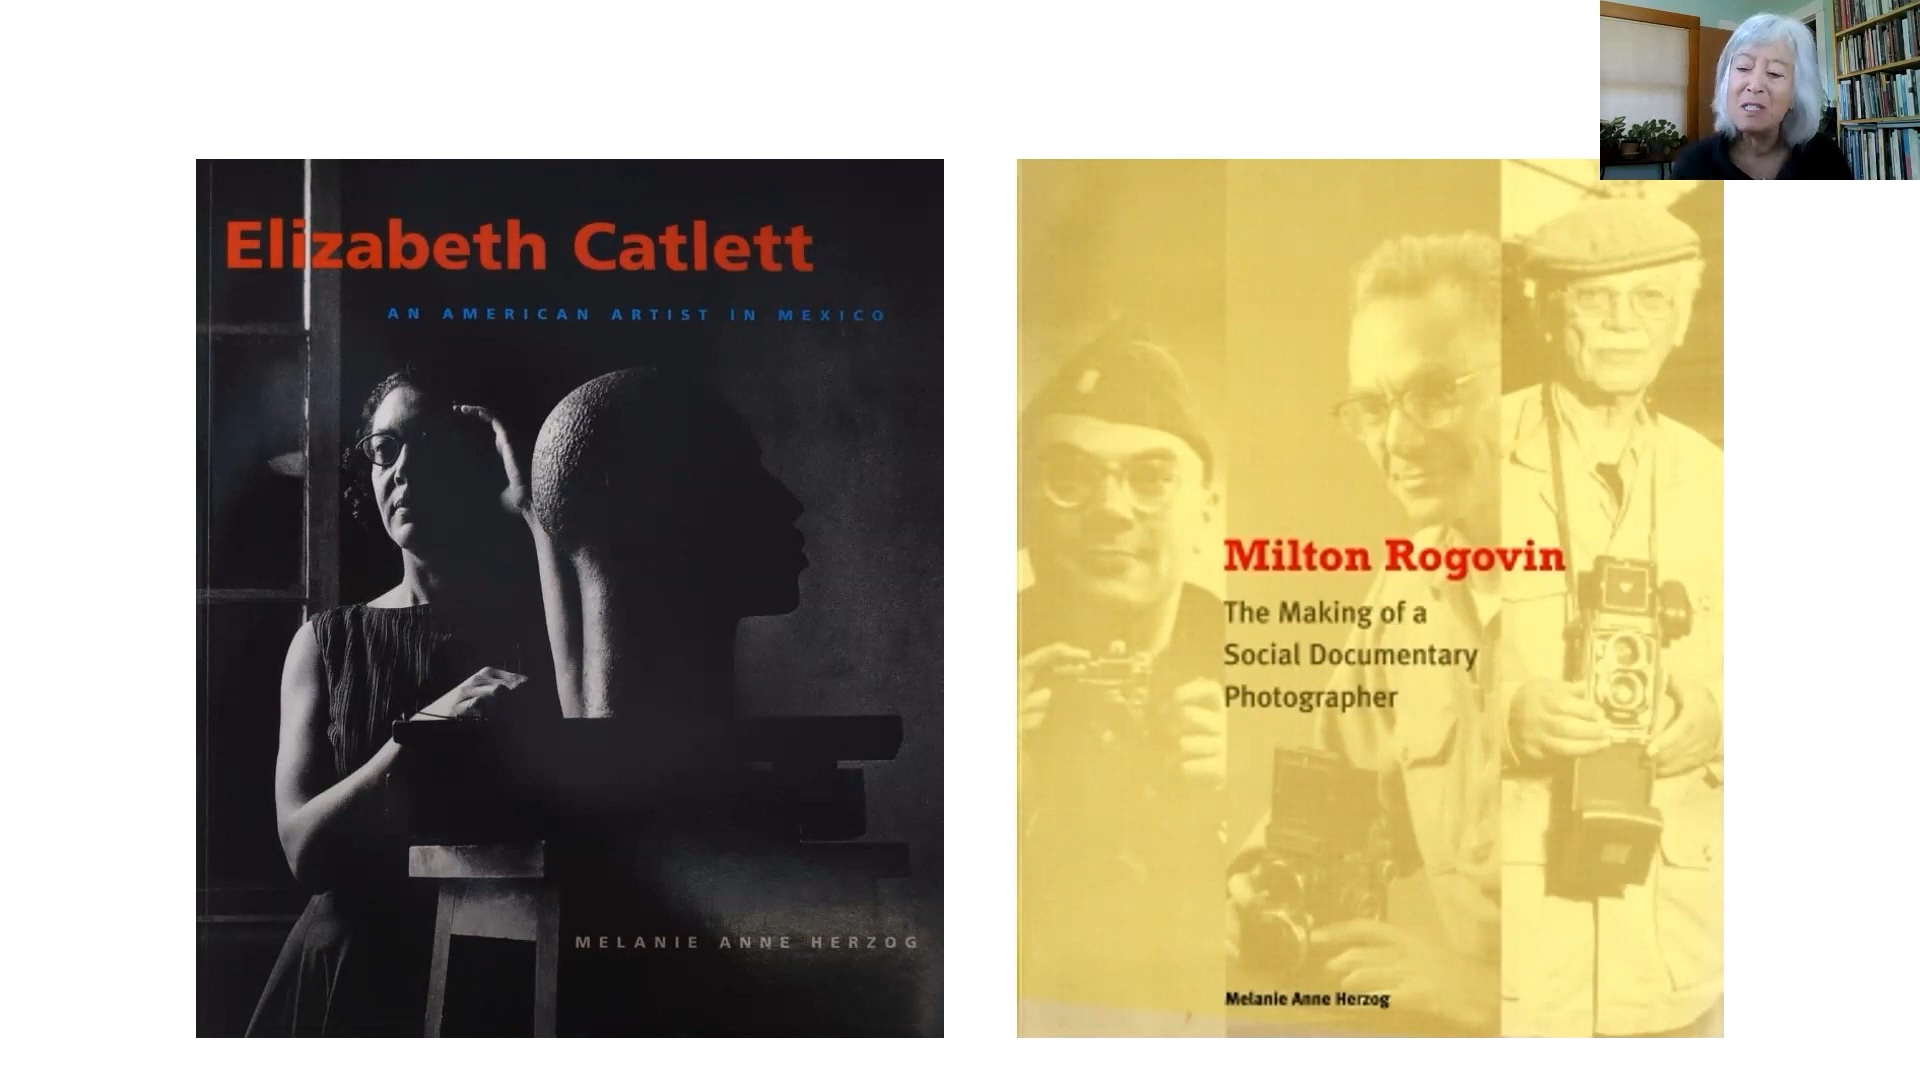 Elizabeth Catlett
AN AMERICAN ARTIST IN MEXICO
MELANIE ANNE HERZOG
Milton Rogovin
The Making of a
Social Documentary
Photographer
Melanie Anne Herzog